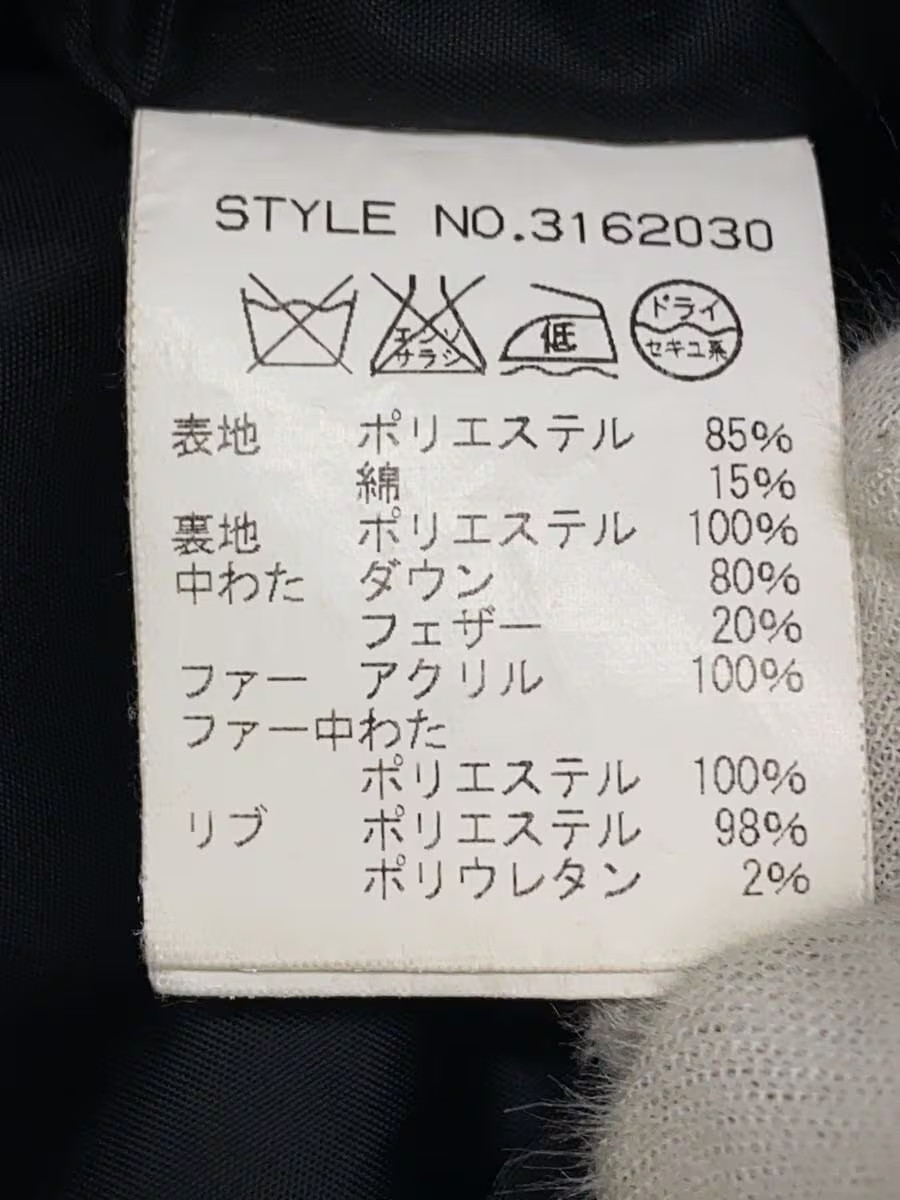 STYLE NO.3162030
エンソ サラシ 低 ドライ セキユ系
表地 ポリエステル 85%
綿 15%
裏地 ポリエステル 100%
中わた ダウン 80%
フェザー 20%
ファー アクリル 100%
ファー中わた
ポリエステル 100%
リブ ポリエステル 98%
ポリウレタン 2%